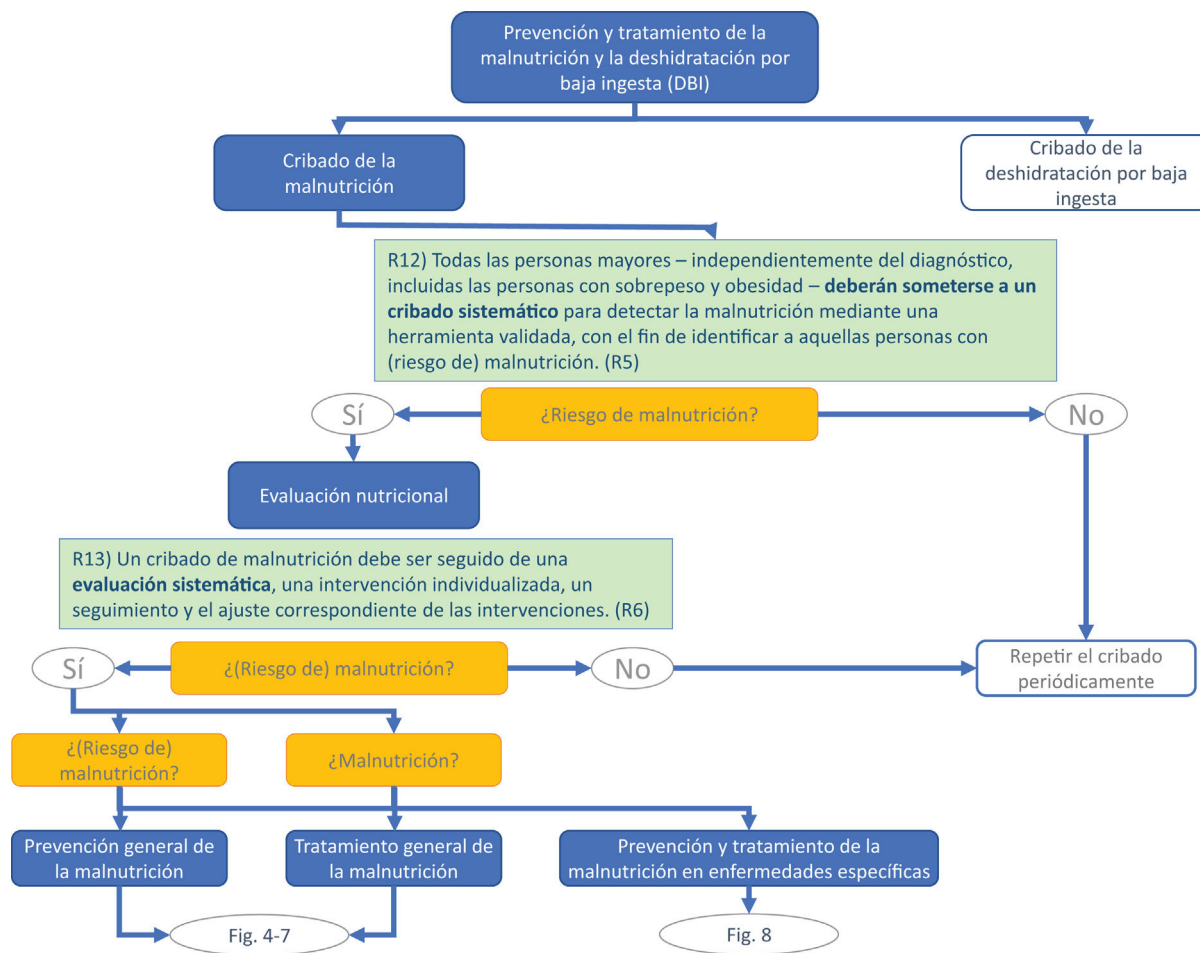 Prevención y tratamiento de la
malnutrición y la deshidratación por
baja ingesta (DBI)
Cribado de la
malnutrición
Cribado de la
deshidratación por baja
ingesta
R12) Todas las personas mayores – independientemente del diagnóstico,
incluidas las personas con sobrepeso y obesidad – deberán someterse a un
cribado sistemático para detectar la malnutrición mediante una
herramienta validada, con el fin de identificar a aquellas personas con
(riesgo de) malnutrición. (R5)
Sí
¿Riesgo de malnutrición?
No
Evaluación nutricional
R13) Un cribado de malnutrición debe ser seguido de una
evaluación sistemática, una intervención individualizada, un
seguimiento y el ajuste correspondiente de las intervenciones. (R6)
Sí
¿(Riesgo de) malnutrición?
No
Repetir el cribado
periódicamente
¿(Riesgo de)
malnutrición?
¿Malnutrición?
Prevención general de
la malnutrición
Tratamiento general de
la malnutrición
Prevención y tratamiento de la
malnutrición en enfermedades específicas
Fig. 4-7
Fig. 8